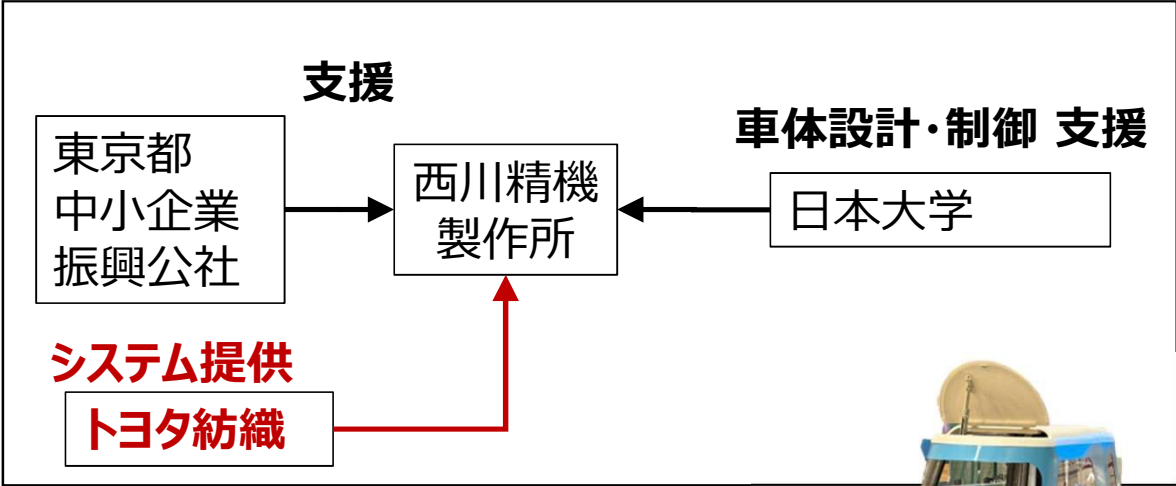 支援
東京都
中小企業
振興公社
西川精機
製作所
車体設計・制御 支援
日本大学
システム提供
トヨタ紡織